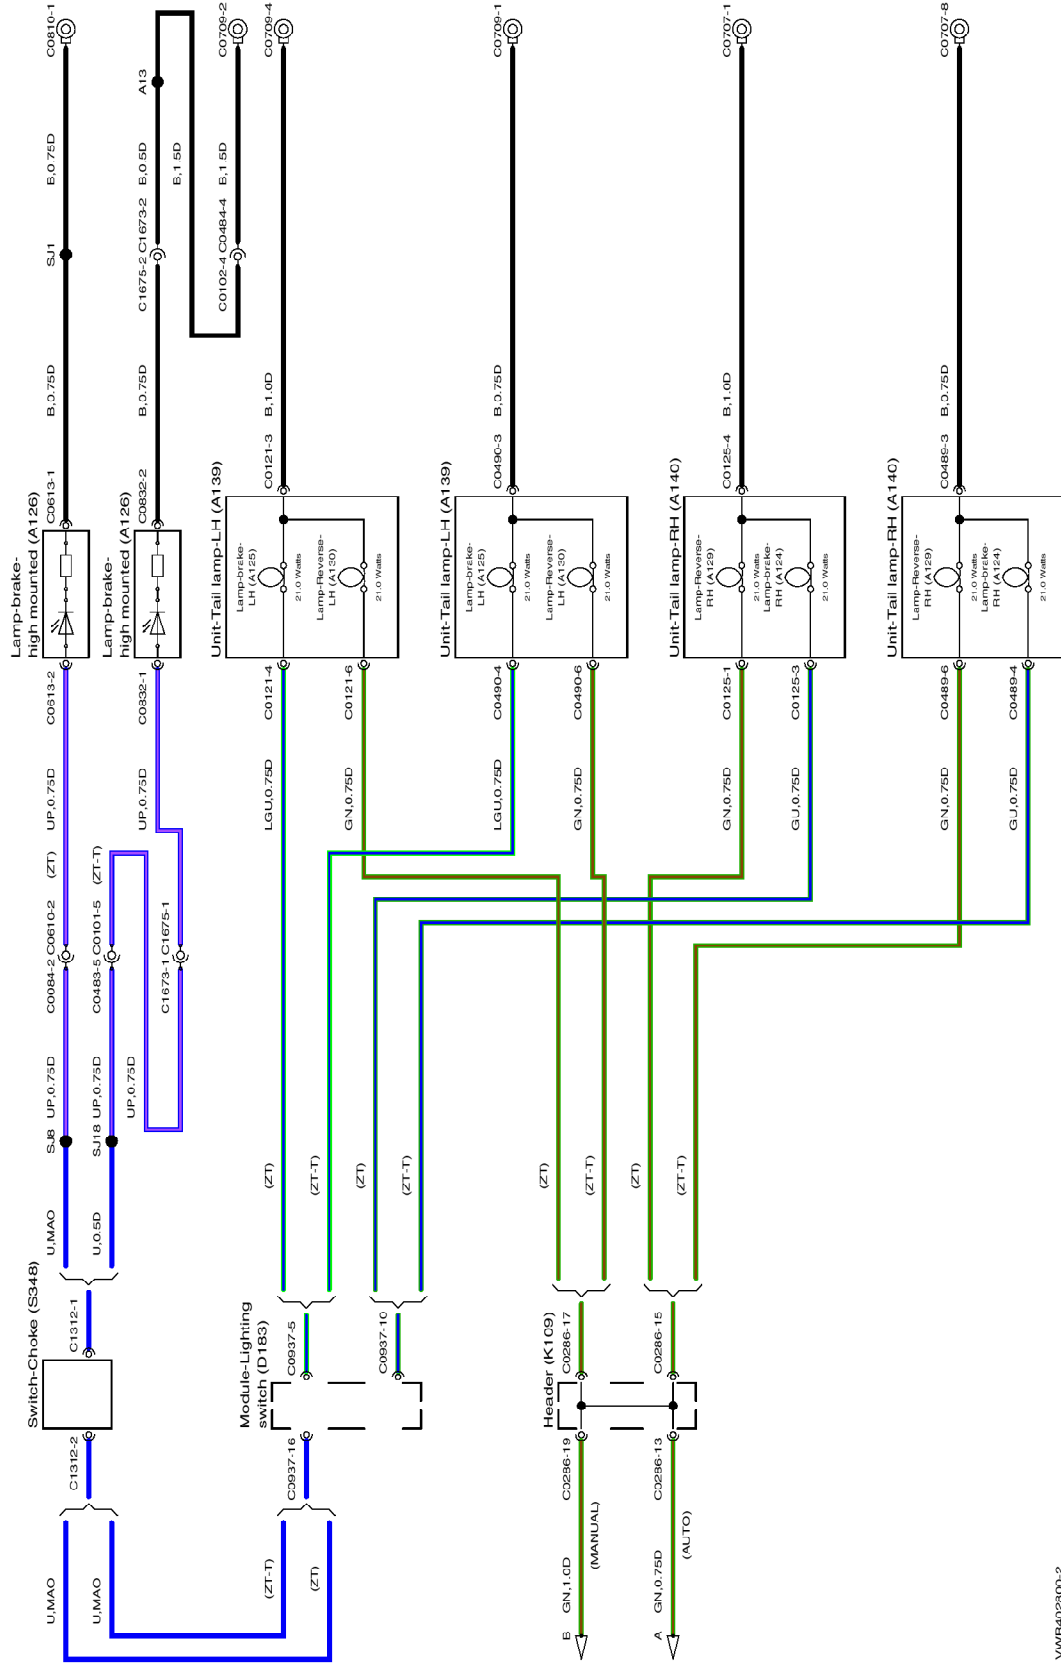 C0810-1
B,0.75D
SJ1
B,0.75D
C0613-1
Lamp-brake-
high mounted (A126)
C0613-2
UP,0.75D
(ZT)
C0610-2
C0084-2
UP,0.75D
SJ8
U,MAO
C1312-1
Switch-Choke (S348)
C1312-2
U,MAO
U,MAO
A13
B,0.5D
C1673-2
C1675-2
B,0.75D
C0832-2
Lamp-brake-
high mounted (A126)
C0832-1
UP,0.75D
(ZT-T)
C0101-5
C0483-5
UP,0.75D
SJ18
U,0.5D
C1675-1
C1673-1
UP,0.75D
C0709-2
B,1.5D
B,1.5D
C0484-4
C0102-4
C0709-4
B,1.0D
C0121-3
Unit-Tail lamp-LH (A139)
Lamp-brake-
LH (A125)
21.0 Watts
Lamp-Reverse-
LH (A130)
21.0 Watts
C0121-4
C0121-6
LGU,0.75D
GN,0.75D
C0709-1
B,0.75D
C0490-3
Unit-Tail lamp-LH (A139)
Lamp-brake-
LH (A125)
21.0 Watts
Lamp-Reverse-
LH (A130)
21.0 Watts
C0490-4
C0490-6
LGU,0.75D
GN,0.75D
C0707-1
B,1.0D
C0125-4
Unit-Tail lamp-RH (A140)
Lamp-Reverse-
RH (A129)
21.0 Watts
Lamp-brake-
RH (A124)
21.0 Watts
C0125-1
C0125-3
GN,0.75D
GU,0.75D
C0707-8
B,0.75D
C0489-3
Unit-Tail lamp-RH (A140)
Lamp-Reverse-
RH (A129)
21.0 Watts
Lamp-brake-
RH (A124)
21.0 Watts
C0489-6
C0489-4
GN,0.75D
GU,0.75D
(ZT)
(ZT-T)
(ZT)
(ZT-T)
(ZT)
(ZT-T)
(ZT)
(ZT-T)
C0937-5
C0937-10
Module-Lighting
switch (D183)
C0937-16
(ZT-T)
(ZT)
C0286-17
C0286-15
Header (K109)
C0286-19
C0286-13
GN,1.0D
(MANUAL)
B
GN,0.75D
(AUTO)
A